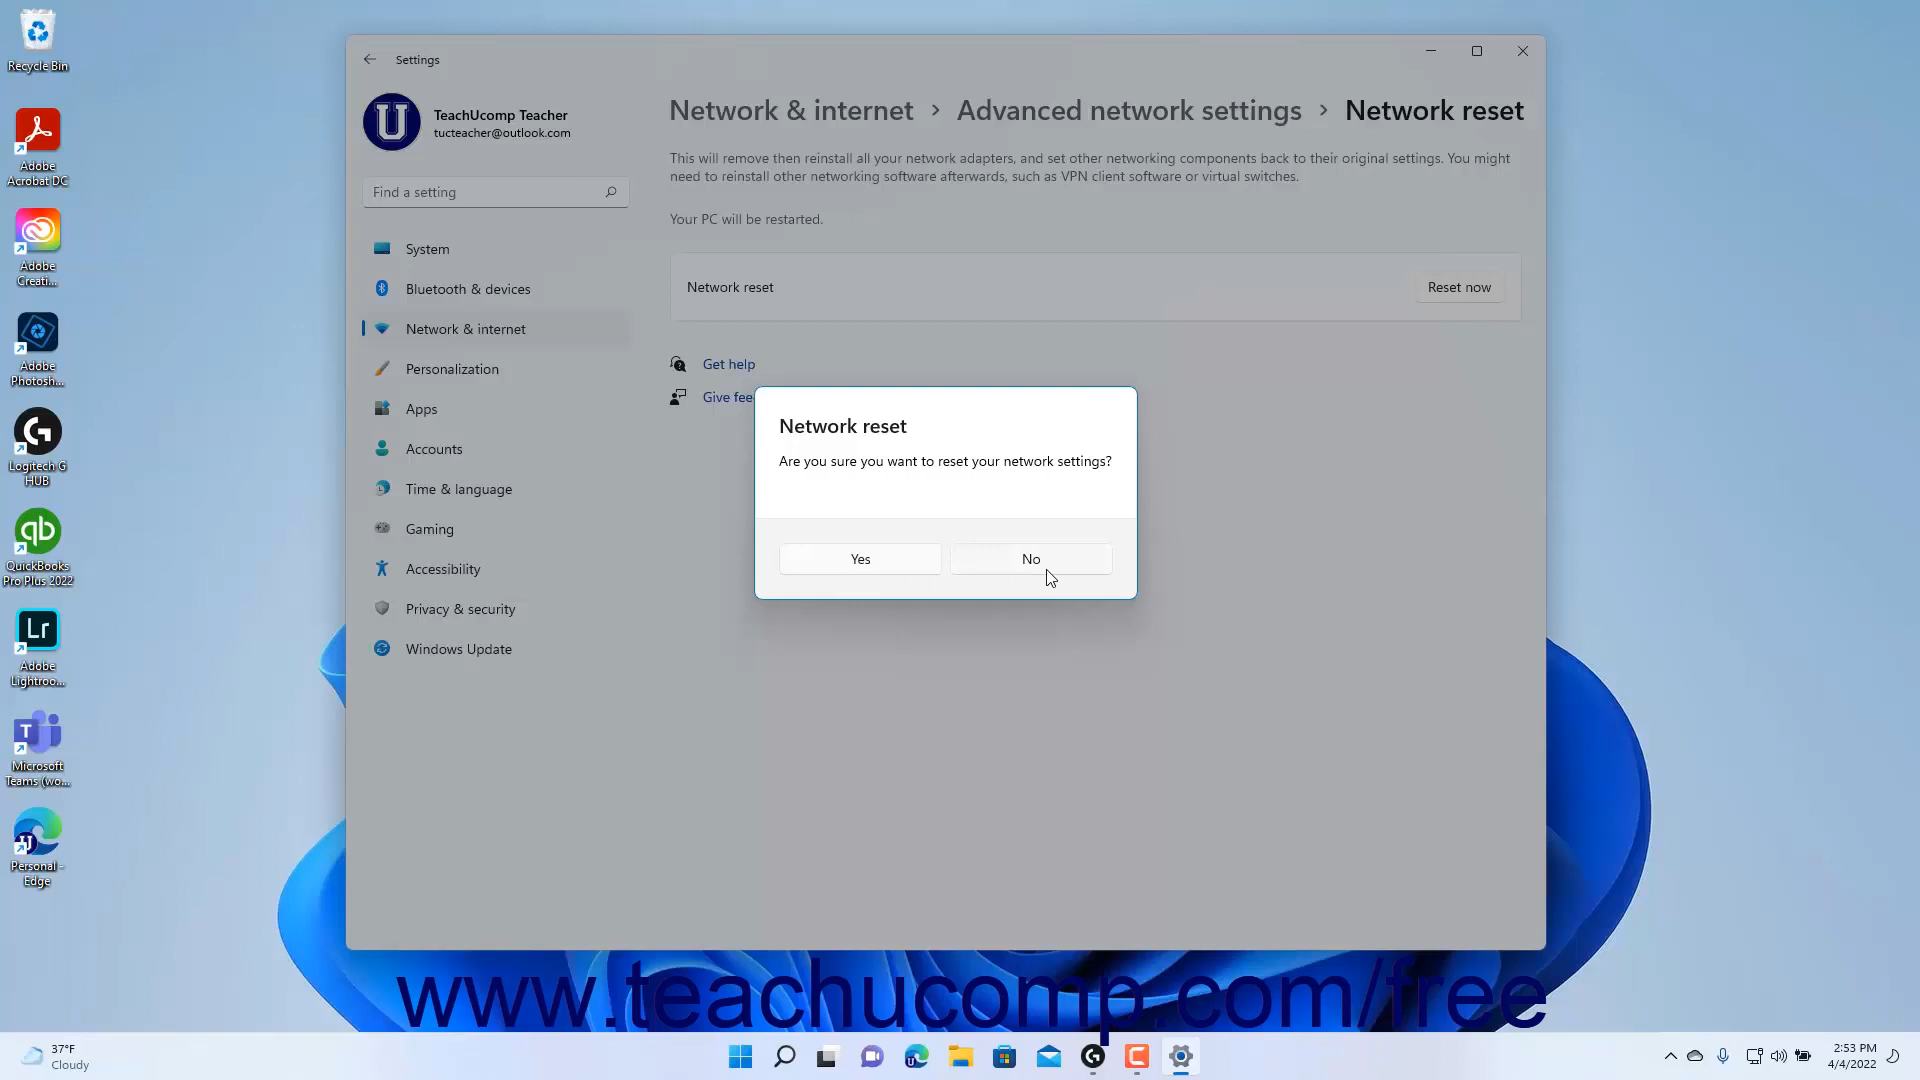 Recycle Bin
Adobe
Acrobat DC
Adobe
Creati...
Adobe
Photosh...
Logitech G
HUB
QuickBooks
Pro Plus 2022
Lr
Adobe
Lightroo...
Microsoft
Teams (wo...
Personal -
Edge
Settings
TeachUcomp Teacher
tucteacher@outlook.com
Find a setting
System
Bluetooth & devices
Network & internet
Personalization
Apps
Accounts
Time & language
Gaming
Accessibility
Privacy & security
Windows Update
Network & internet > Advanced network settings > Network reset
This will remove then reinstall all your network adapters, and set other networking components back to their original settings. You might
need to reinstall other networking software afterwards, such as VPN client software or virtual switches.
Your PC will be restarted.
Network reset
Reset now
Get help
Give fee
Network reset
Are you sure you want to reset your network settings?
Yes
No
www.teachucomp.com/free
37°F
Cloudy
2:53 PM
4/4/2022